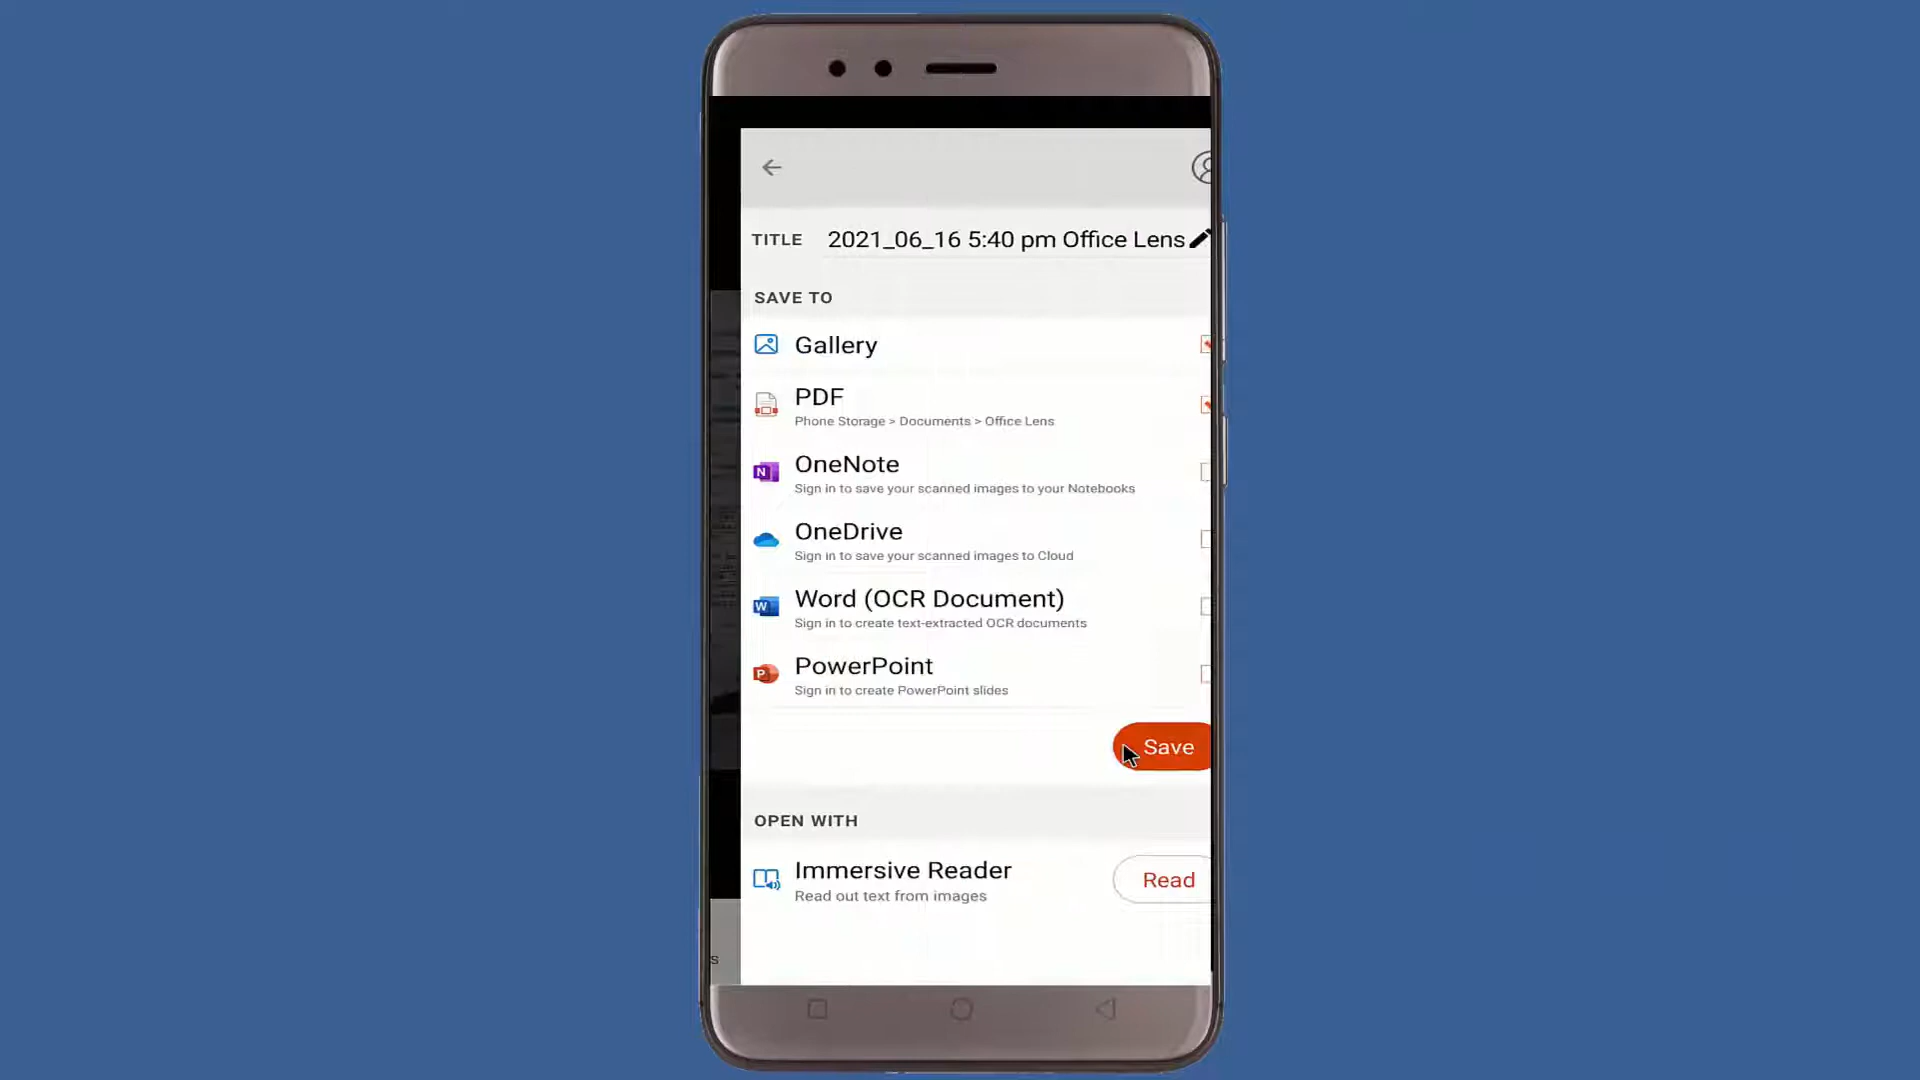 TITLE 2021_06_16 5:40 pm Office Lens
SAVE TO
Gallery
PDF
Phone Storage > Documents > Office Lens
N OneNote
Sign in to save your scanned images to your Notebooks
OneDrive
Sign in to save your scanned images to Cloud
W Word (OCR Document)
Sign in to create text-extracted OCR documents
P PowerPoint
Sign in to create PowerPoint slides
Save
OPEN WITH
Immersive Reader
Read out text from images
Read
s